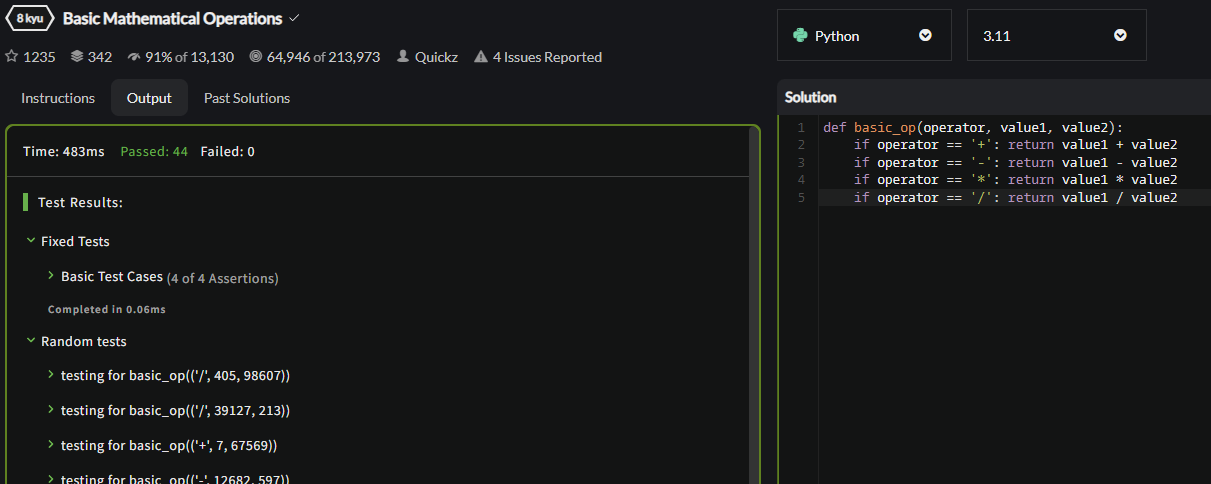 8 kyu Basic Mathematical Operations
1235 342 91% of 13,130 64,946 of 213,973 Quickz 4 Issues Reported
Python 3.11
Instructions Output Past Solutions
Time: 483ms Passed: 44 Failed: 0
Test Results:
Fixed Tests
Basic Test Cases (4 of 4 Assertions)
Completed in 0.06ms
Random tests
testing for basic_op(('/', 405, 98607))
testing for basic_op(('/', 39127, 213))
testing for basic_op(('+', 7, 67569))
testing for basic_op(('-', 12682, 597))
Solution
1 def basic_op(operator, value1, value2):
2     if operator == '+': return value1 + value2
3     if operator == '-': return value1 - value2
4     if operator == '*': return value1 * value2
5     if operator == '/': return value1 / value2